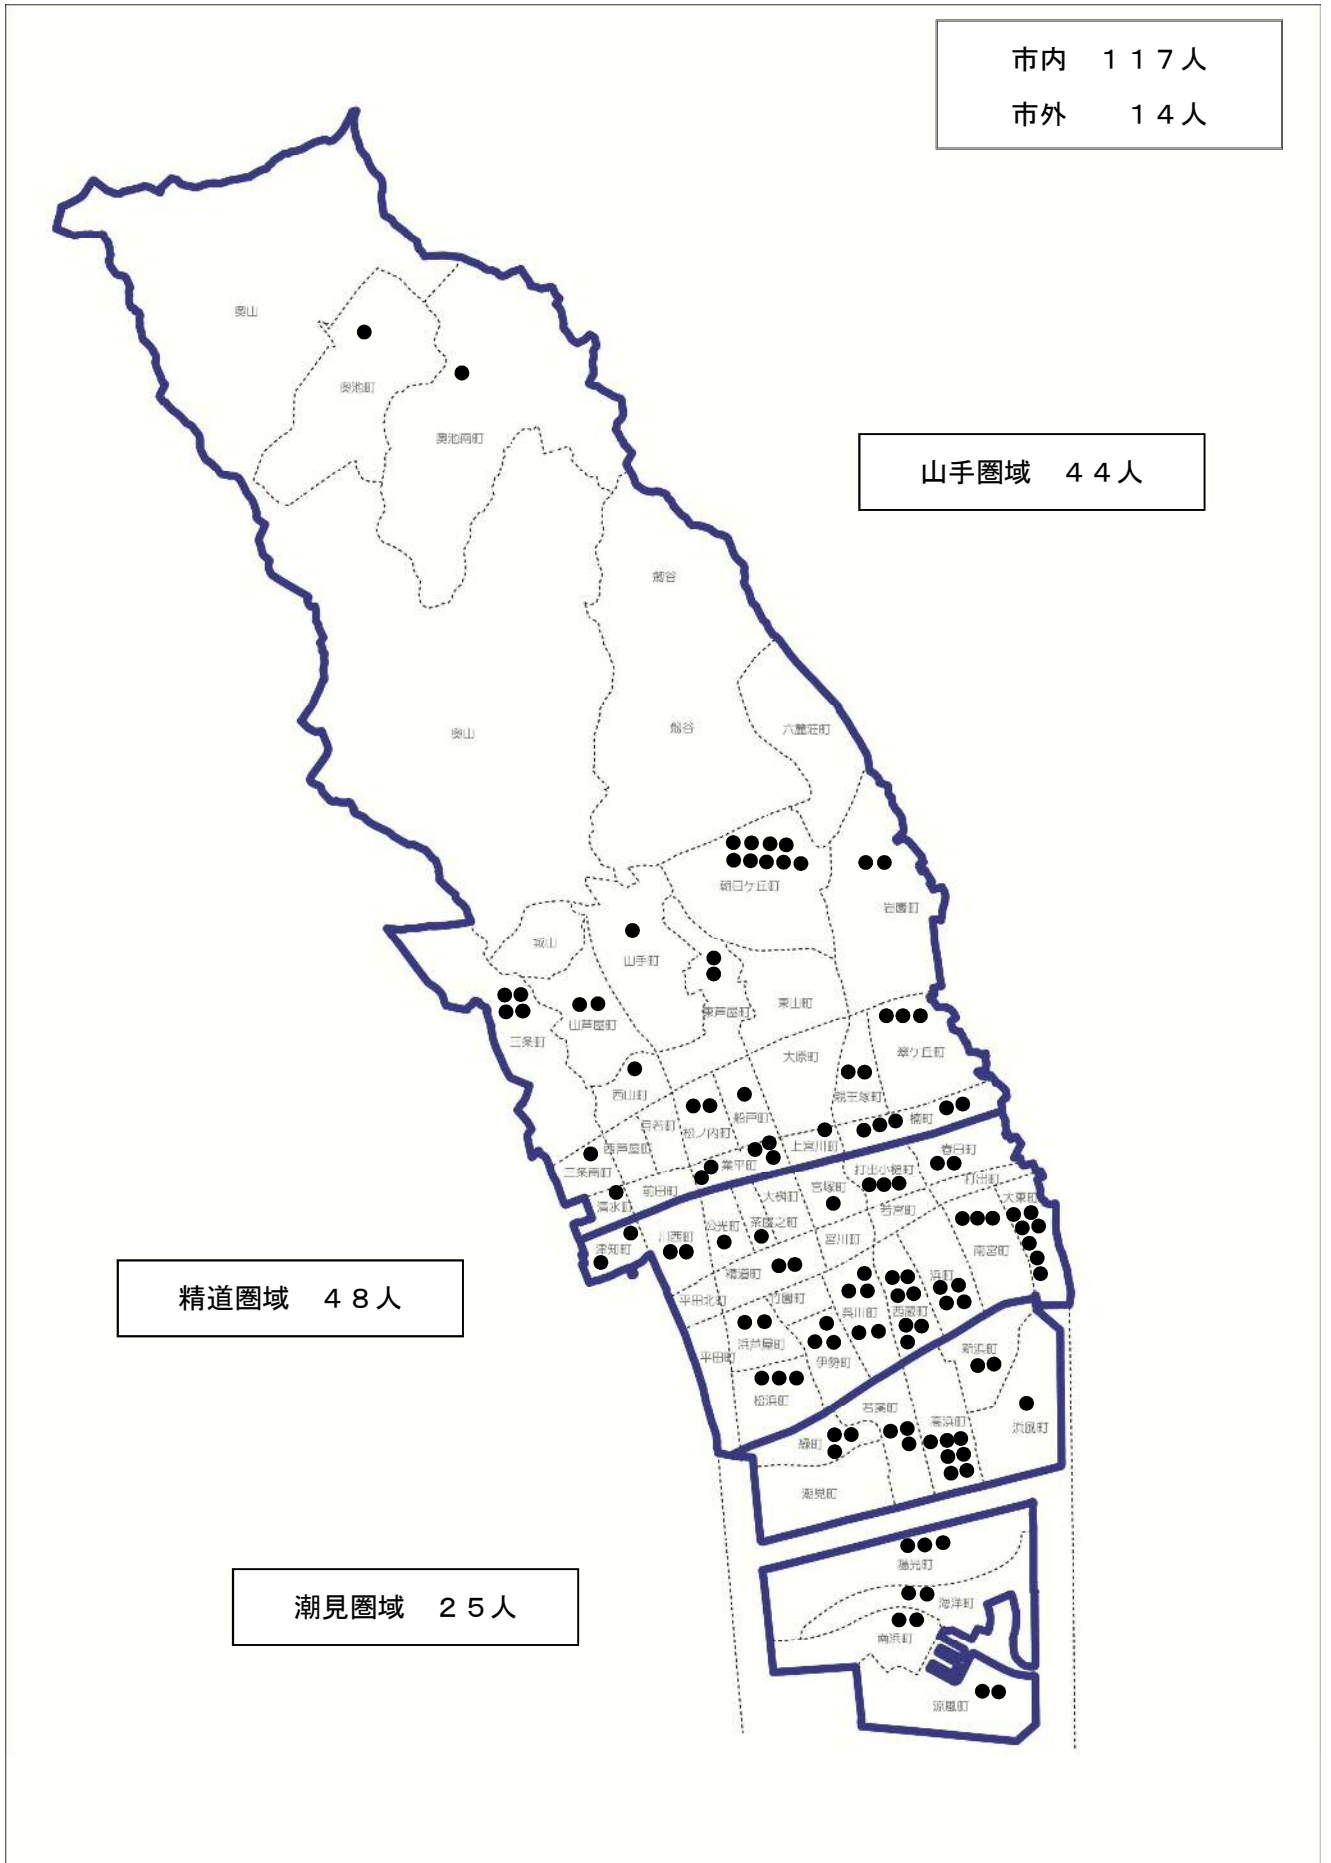 市内　１１７人
市外　　１４人
奥山
奥池町
奥池南町
山手圏域　４４人
剱谷
奥山
剱谷
六麓荘町
朝日ケ丘町
岩園町
城山
山手町
東芦屋町
東山町
三条町
山芦屋町
大原町
翠ケ丘町
西山町
親王塚町
月若町
松ノ内町
船戸町
楠町
西芦屋町
業平町
上宮川町
春日町
三条南町
前田町
打出小槌町
打出町
清水町
大桝町
宮塚町
若宮町
大東町
公光町
茶屋之町
津知町
川西町
宮川町
南宮町
精道町
浜町
精道圏域　４８人
平田北町
竹園町
呉川町
西蔵町
浜芦屋町
伊勢町
平田町
新浜町
松浜町
若葉町
高浜町
浜風町
緑町
潮見町
陽光町
潮見圏域　２５人
海洋町
南浜町
涼風町